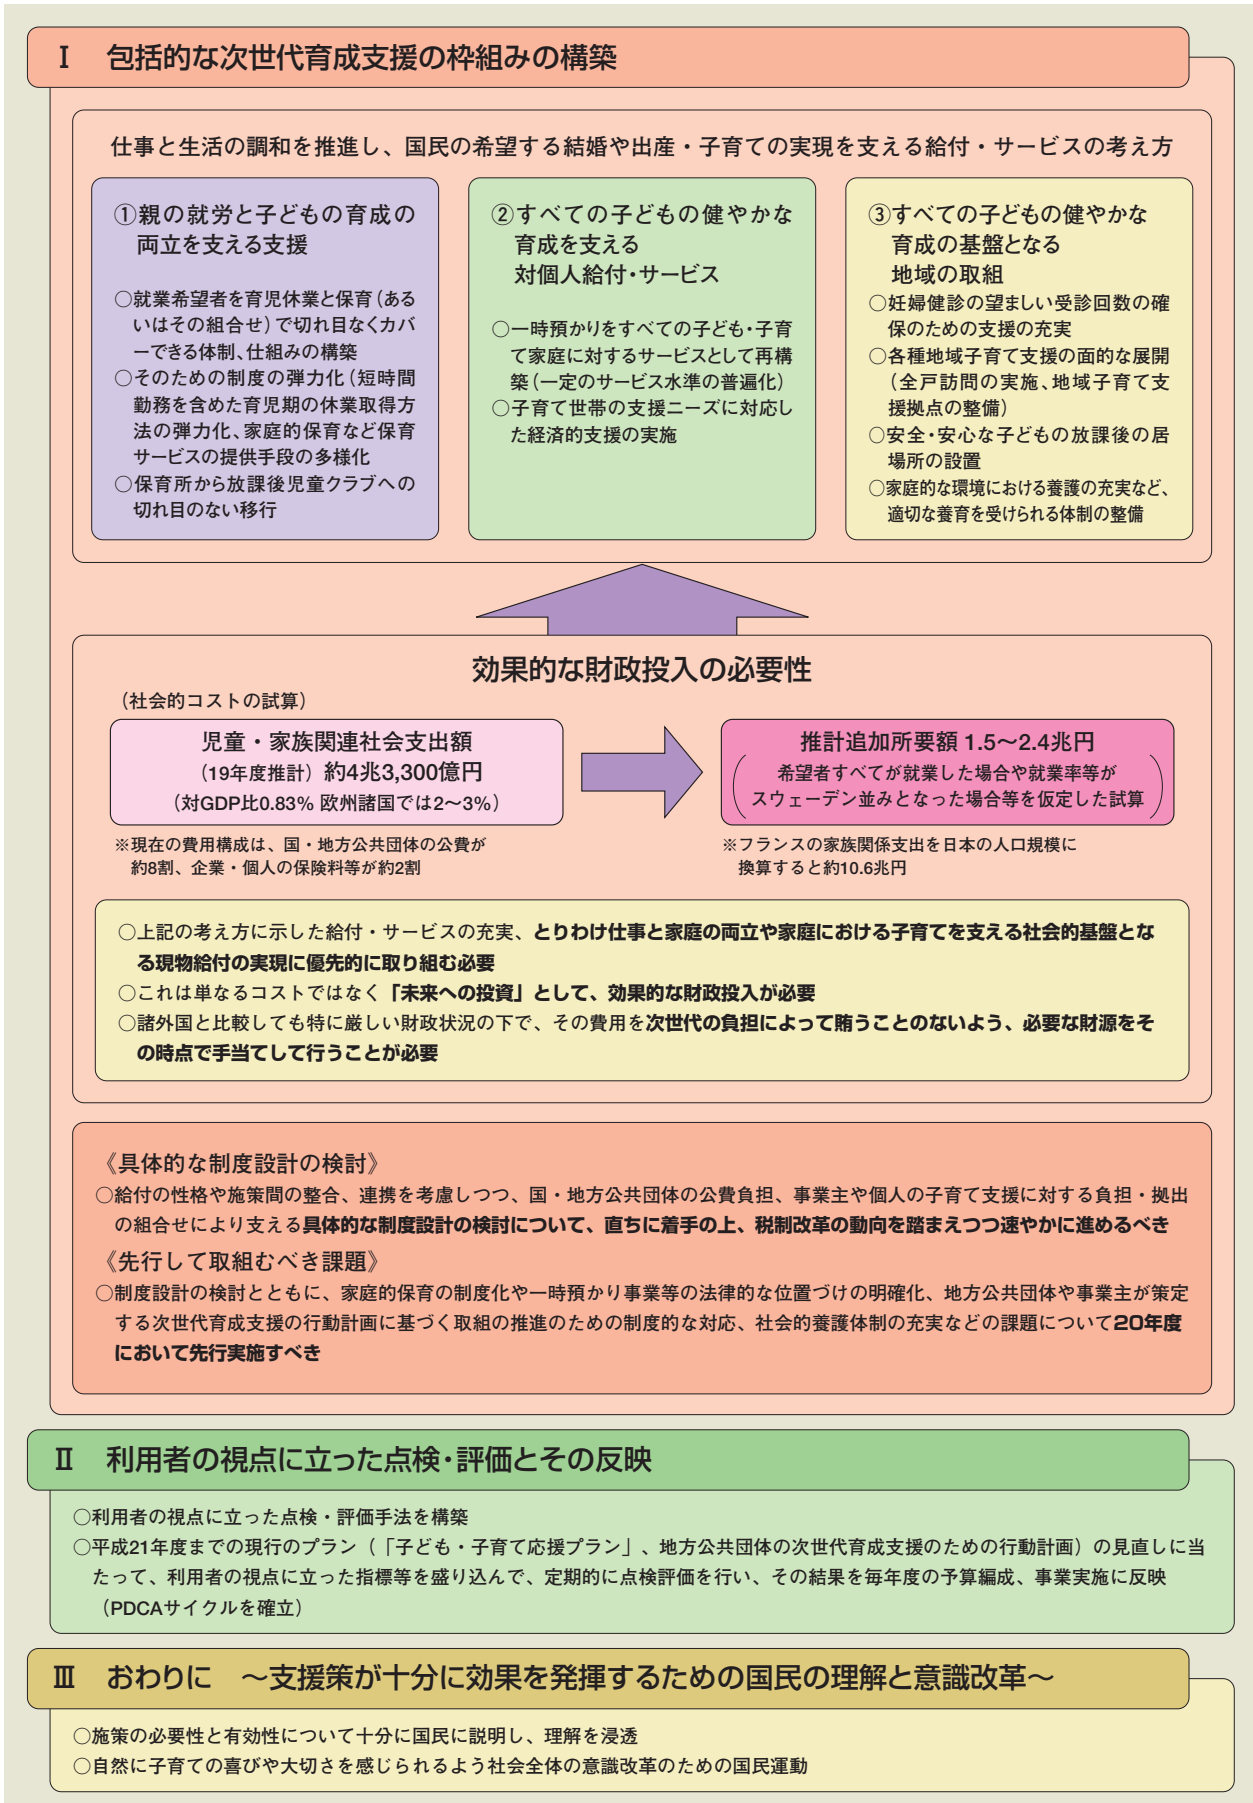 Ⅰ　包括的な次世代育成支援の枠組みの構築
仕事と生活の調和を推進し、国民の希望する結婚や出産・子育ての実現を支える給付・サービスの考え方
①親の就労と子どもの育成の
両立を支える支援
○就業希望者を育児休業と保育（ある
いはその組合せ）で切れ目なくカバ
ーできる体制、仕組みの構築
○そのための制度の弾力化（短時間
勤務を含めた育児期の休業取得方
法の弾力化、家庭的保育など保育
サービスの提供手段の多様化
○保育所から放課後児童クラブへの
切れ目のない移行
②すべての子どもの健やかな
育成を支える
対個人給付・サービス
○一時預かりをすべての子ども・子育
て家庭に対するサービスとして再構
築（一定のサービス水準の普遍化）
○子育て世帯の支援ニーズに対応し
た経済的支援の実施
③すべての子どもの健やかな
育成の基盤となる
地域の取組
○妊婦健診の望ましい受診回数の確
保のための支援の充実
○各種地域子育て支援の面的な展開
（全戸訪問の実施、地域子育て支
援拠点の整備）
○安全・安心な子どもの放課後の居
場所の設置
○家庭的な環境における養護の充実など、
適切な養育を受けられる体制の整備
効果的な財政投入の必要性
（社会的コストの試算）
児童・家族関連社会支出額
（19年度推計）約4兆3,300億円
（対GDP比0.83% 欧州諸国では2〜3%）
※現在の費用構成は、国・地方公共団体の公費が
約8割、企業・個人の保険料等が約2割
推計追加所要額 1.5〜2.4兆円
（希望者すべてが就業した場合や就業率等が
スウェーデン並みとなった場合等を仮定した試算）
※フランスの家族関係支出を日本の人口規模に
換算すると約10.6兆円
○上記の考え方に示した給付・サービスの充実、とりわけ仕事と家庭の両立や家庭における子育てを支える社会的基盤とな
る現物給付の実現に優先的に取り組む必要
○これは単なるコストではなく「未来への投資」として、効果的な財政投入が必要
○諸外国と比較しても特に厳しい財政状況の下で、その費用を次世代の負担によって賄うことのないよう、必要な財源をそ
の時点で手当てして行うことが必要
《具体的な制度設計の検討》
○給付の性格や施策間の整合、連携を考慮しつつ、国・地方公共団体の公費負担、事業主や個人の子育て支援に対する負担・拠出
の組合せにより支える具体的な制度設計の検討について、直ちに着手の上、税制改革の動向を踏まえつつ速やかに進めるべき
《先行して取組むべき課題》
○制度設計の検討とともに、家庭的保育の制度化や一時預かり事業等の法律的な位置づけの明確化、地方公共団体や事業主が策定
する次世代育成支援の行動計画に基づく取組の推進のための制度的な対応、社会的養護体制の充実などの課題について20年度
において先行実施すべき
Ⅱ　利用者の視点に立った点検・評価とその反映
○利用者の視点に立った点検・評価手法を構築
○平成21年度までの現行のプラン（「子ども・子育て応援プラン」、地方公共団体の次世代育成支援のための行動計画）の見直しに当
たって、利用者の視点に立った指標等を盛り込んで、定期的に点検評価を行い、その結果を毎年度の予算編成、事業実施に反映
（PDCAサイクルを確立）
Ⅲ　おわりに　〜支援策が十分に効果を発揮するための国民の理解と意識改革〜
○施策の必要性と有効性について十分に国民に説明し、理解を浸透
○自然に子育ての喜びや大切さを感じられるよう社会全体の意識改革のための国民運動